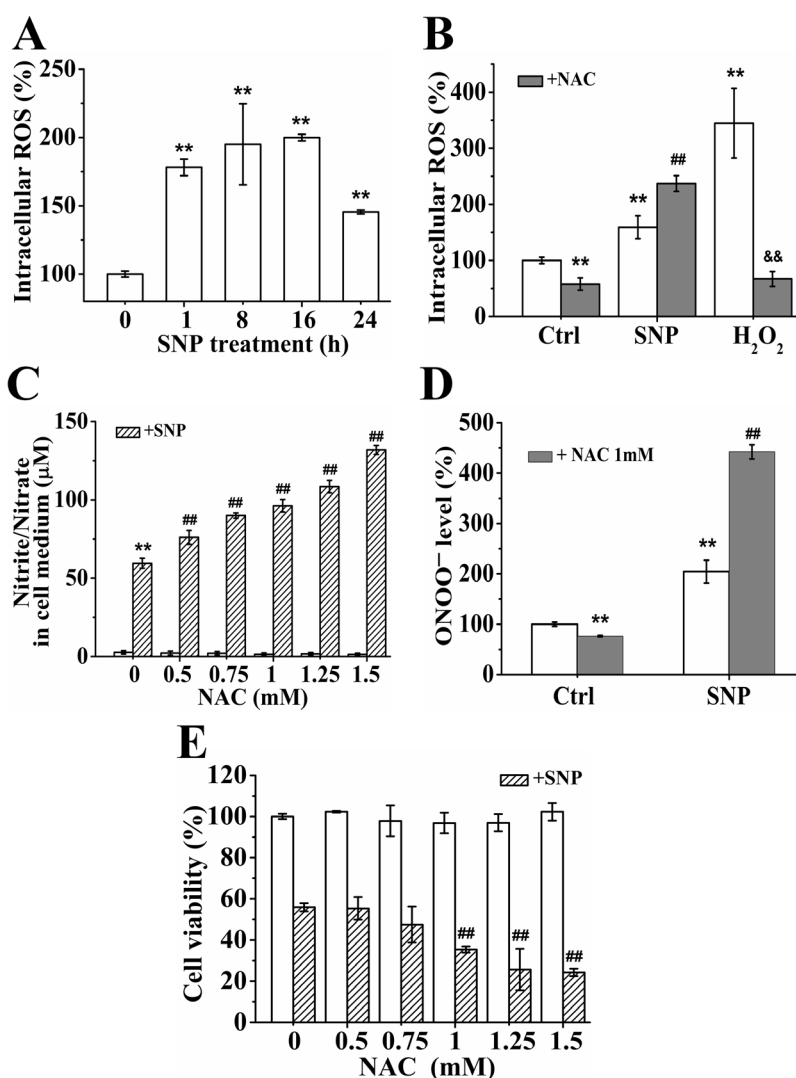 A
Intracellular ROS (%)
250
200
150
100
**
**
**
**
0 1 8 16 24
SNP treatment (h)
B
Intracellular ROS (%)
400
300
200
100
0
+NAC
**
**
##
**
&&
Ctrl SNP H₂O₂
C
Nitrite/Nitrate
in cell medium (μM)
150
100
50
0
+SNP
**
##
##
##
##
##
0 0.5 0.75 1 1.25 1.5
NAC (mM)
D
ONOO⁻ level (%)
500
400
300
200
100
0
+ NAC 1mM
**
**
##
Ctrl SNP
E
Cell viability (%)
120
100
80
60
40
20
0
+SNP
##
##
##
0 0.5 0.75 1 1.25 1.5
NAC (mM)